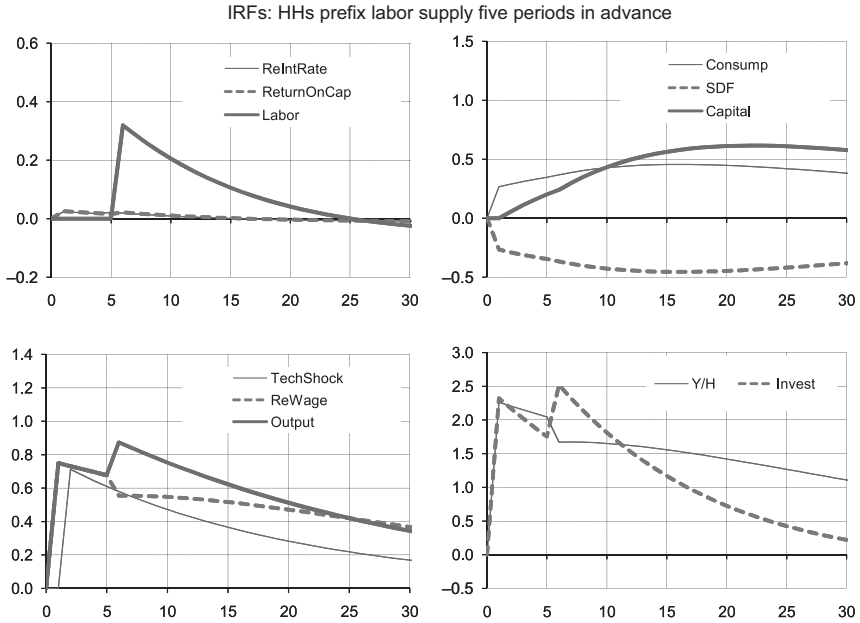 IRFs: HHs prefix labor supply five periods in advance
0.6
0.4
0.2
0.0
–0.2
ReIntRate
ReturnOnCap
Labor
0 5 10 15 20 25 30
1.5
1.0
0.5
0.0
–0.5
Consump
SDF
Capital
0 5 10 15 20 25 30
1.4
1.2
1.0
0.8
0.6
0.4
0.2
0.0
TechShock
ReWage
Output
0 5 10 15 20 25 30
3.0
2.5
2.0
1.5
1.0
0.5
0.0
–0.5
Y/H Invest
0 5 10 15 20 25 30